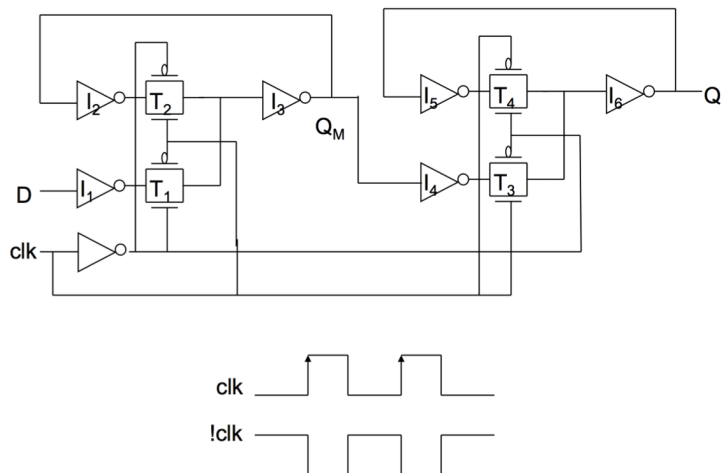 I2 T2 I3 I5 T4 I6 Q
QM
D I1 T1 I4 T3
clk
clk
!clk